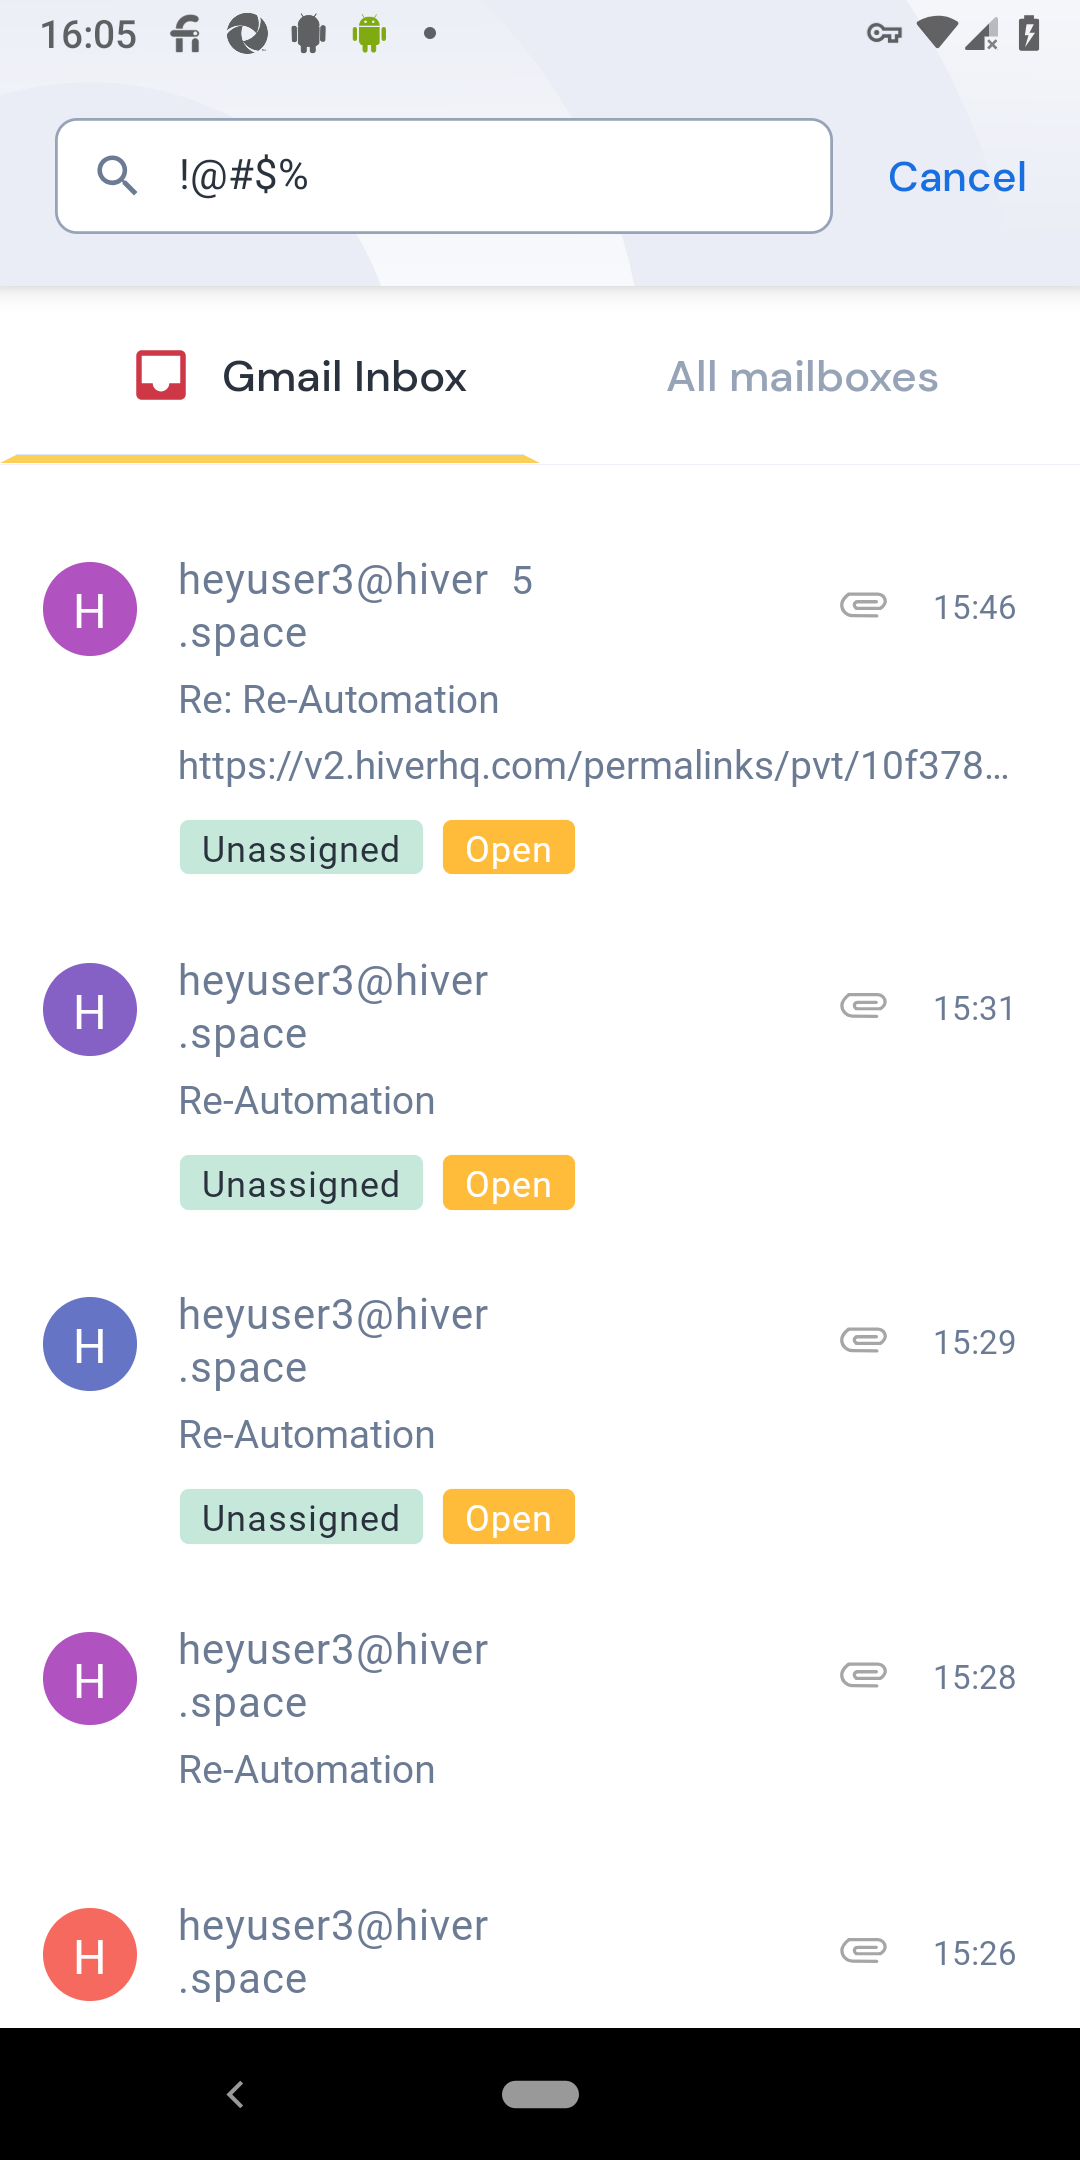 16:05
!@#$%
Cancel
Gmail Inbox
All mailboxes
H
heyuser3@hiver 5
.space
15:46
Re: Re-Automation
https://v2.hiverhq.com/permalinks/pvt/10f378...
Unassigned Open
H
heyuser3@hiver
.space
15:31
Re-Automation
Unassigned Open
H
heyuser3@hiver
.space
15:29
Re-Automation
Unassigned Open
H
heyuser3@hiver
.space
15:28
Re-Automation
H
heyuser3@hiver
.space
15:26